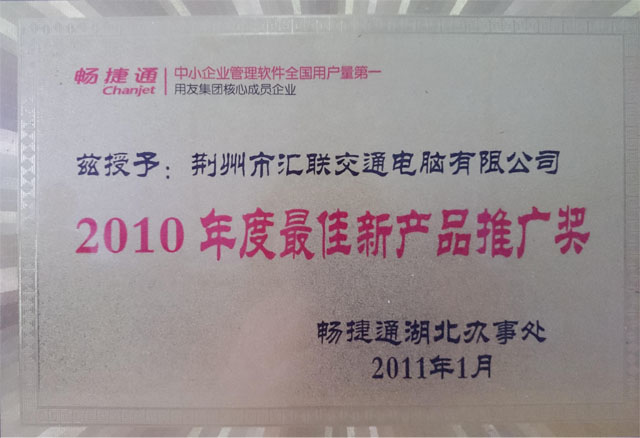 畅捷通 中小企业管理软件全国用户量第一
Chanjet 用友集团核心成员企业
兹授予：荆州市汇联交通电脑有限公司
2010年度最佳新产品推广奖
畅捷通湖北办事处
2011年1月